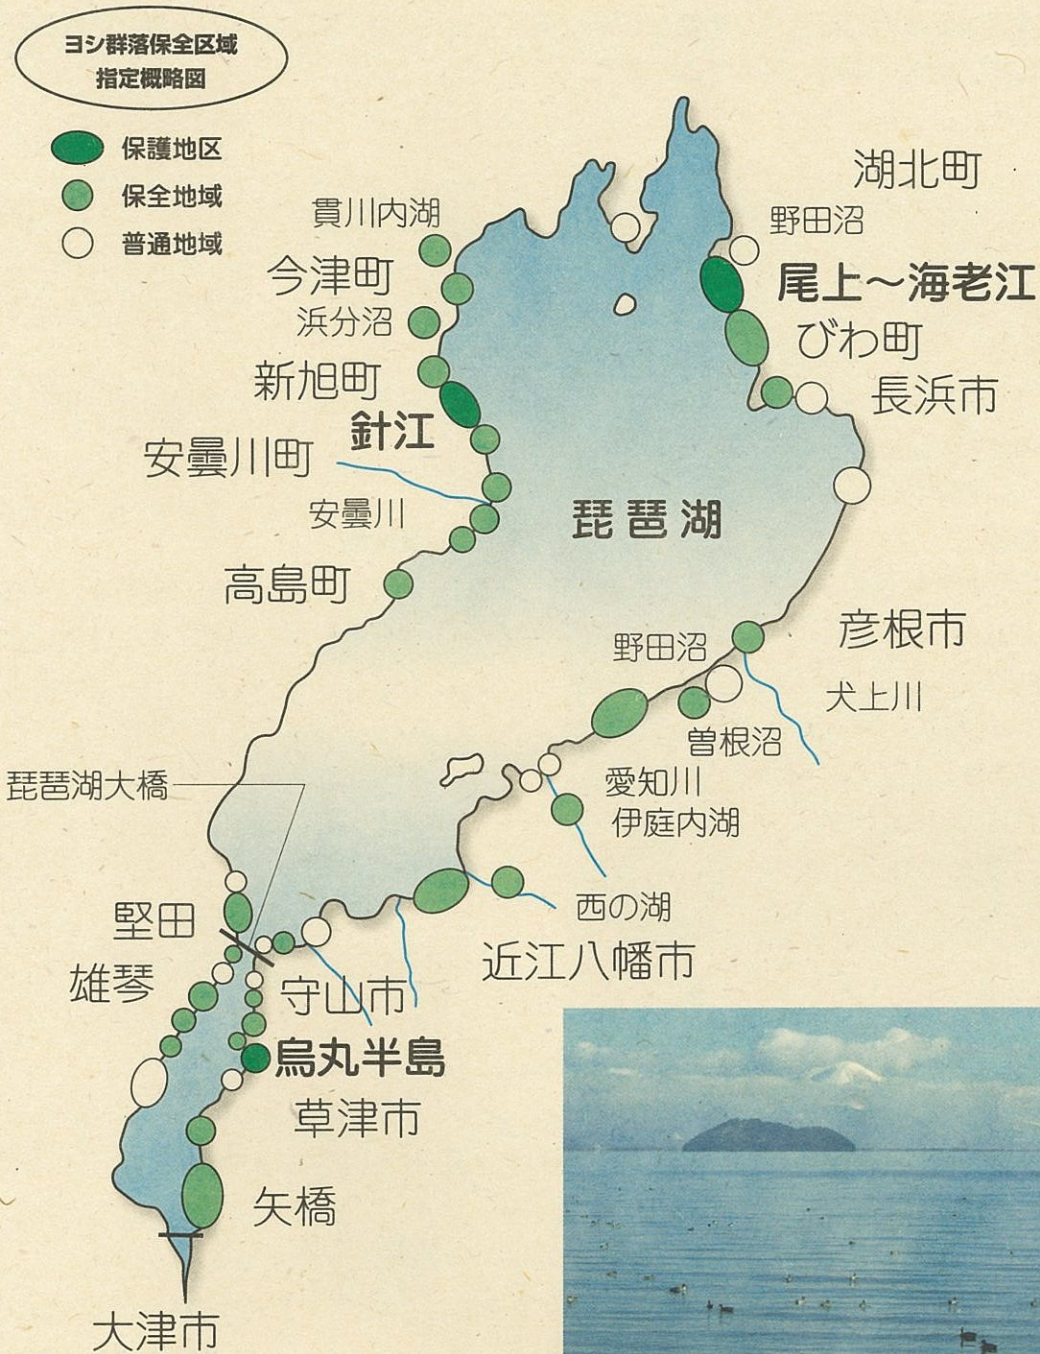 ヨシ群落保全区域
指定概略図
保護地区
保全地域
普通地域
湖北町
貫川内湖
野田沼
今津町
尾上～海老江
浜分沼
びわ町
新旭町
長浜市
針江
安曇川町
安曇川
琵琶湖
高島町
彦根市
野田沼
犬上川
曽根沼
琵琶湖大橋
愛知川
伊庭内湖
西の湖
堅田
近江八幡市
雄琴
守山市
烏丸半島
草津市
矢橋
大津市